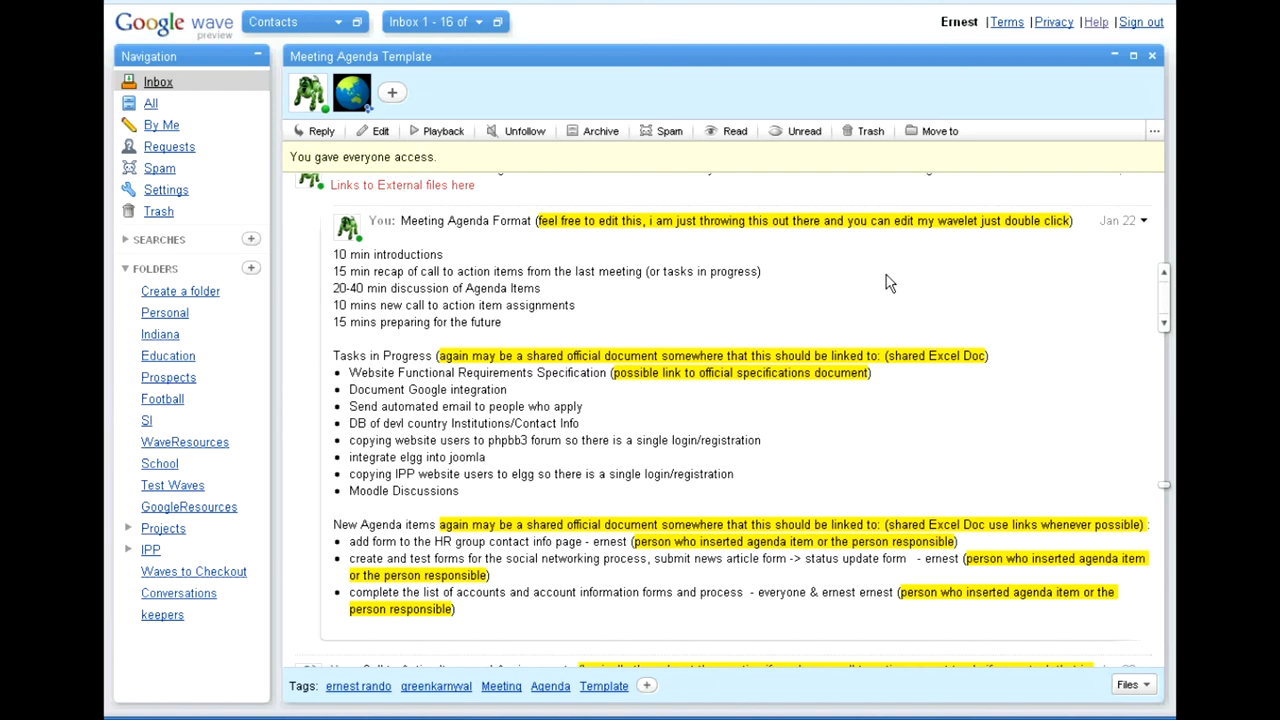 Google wave
preview
Contacts
Inbox 1 - 16 of
Ernest | Terms | Privacy | Help | Sign out
Navigation
Inbox
All
By Me
Requests
Spam
Settings
Trash
SEARCHES
FOLDERS
Create a folder
Personal
Indiana
Education
Prospects
Football
SI
WaveResources
School
Test Waves
GoogleResources
Projects
IPP
Waves to Checkout
Conversations
keepers
Meeting Agenda Template
Reply Edit Playback Unfollow Archive Spam Read Unread Trash Move to
You gave everyone access.
Links to External files here
You: Meeting Agenda Format (feel free to edit this, i am just throwing this out there and you can edit my wavelet just double click) Jan 22
10 min introductions
15 min recap of call to action items from the last meeting (or tasks in progress)
20-40 min discussion of Agenda Items
10 mins new call to action item assignments
15 mins preparing for the future
Tasks in Progress (again may be a shared official document somewhere that this should be linked to: (shared Excel Doc)
• Website Functional Requirements Specification (possible link to official specifications document)
• Document Google integration
• Send automated email to people who apply
• DB of devl country Institutions/Contact Info
• copying website users to phpbb3 forum so there is a single login/registration
• integrate elgg into joomla
• copying IPP website users to elgg so there is a single login/registration
• Moodle Discussions
New Agenda items again may be a shared official document somewhere that this should be linked to: (shared Excel Doc use links whenever possible) :
• add form to the HR group contact info page - ernest (person who inserted agenda item or the person responsible)
• create and test forms for the social networking process, submit news article form -> status update form - ernest (person who inserted agenda item
or the person responsible)
• complete the list of accounts and account information forms and process - everyone & ernest ernest (person who inserted agenda item or the
person responsible)
Tags: ernest rando greenkarnyval Meeting Agenda Template
Files